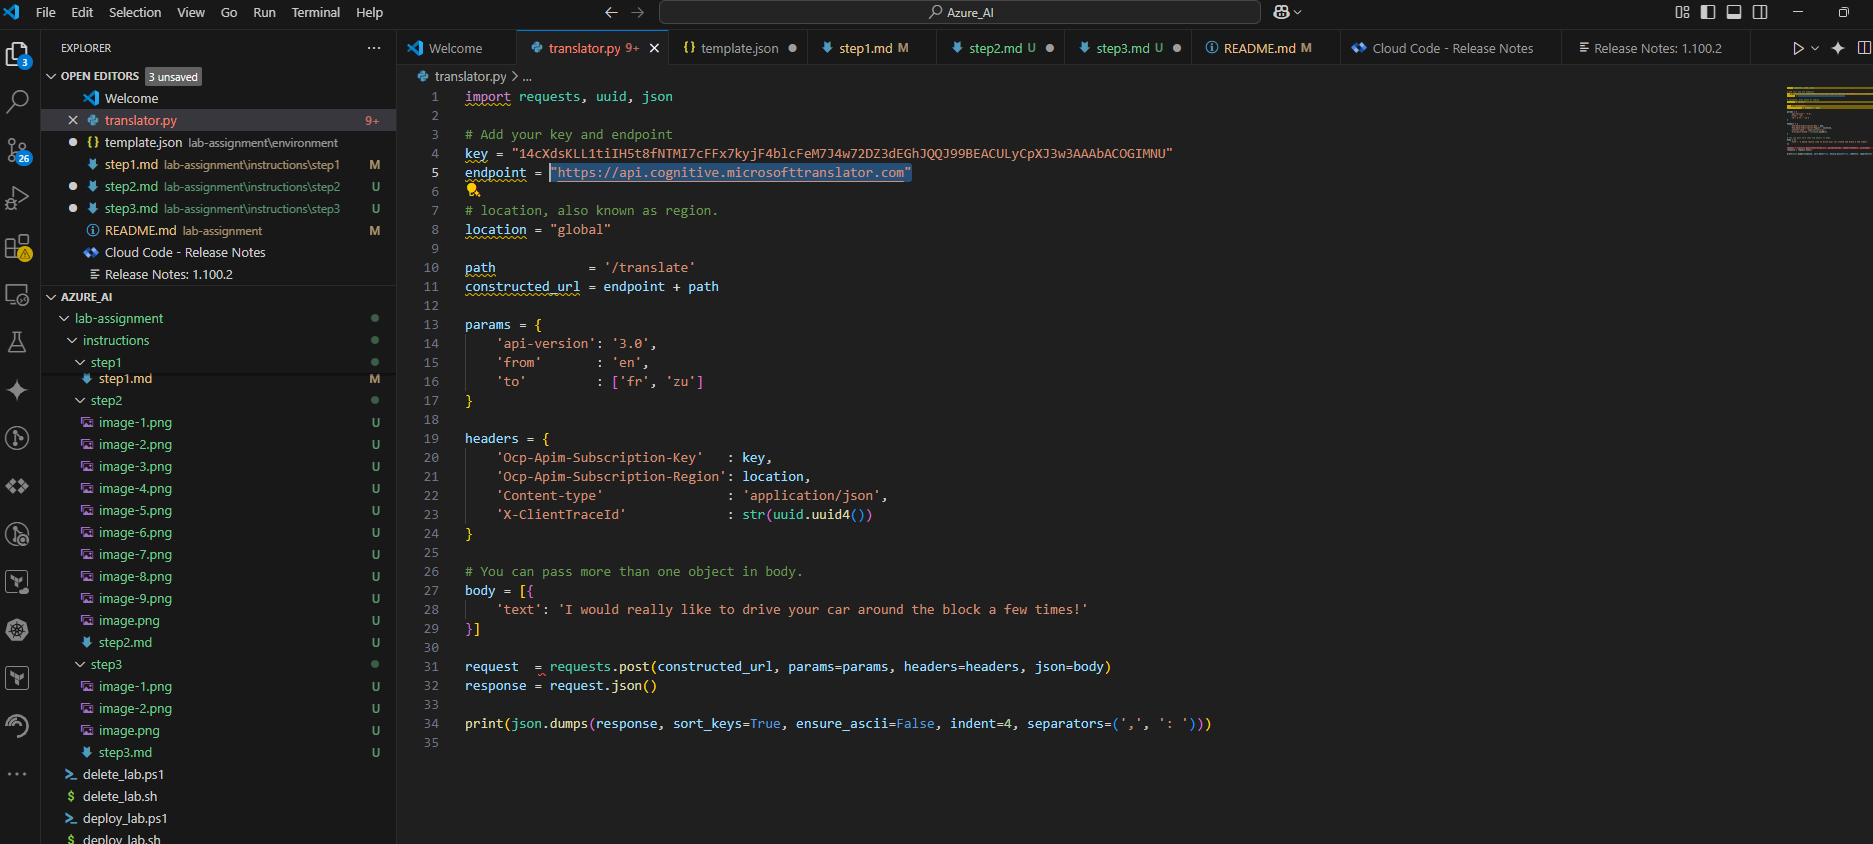 File Edit Selection View Go Run Terminal Help
Azure_AI
EXPLORER
OPEN EDITORS 3 unsaved
Welcome
translator.py 9+
template.json lab-assignment\environment
step1.md lab-assignment\instructions\step1 M
step2.md lab-assignment\instructions\step2 U
step3.md lab-assignment\instructions\step3 U
README.md lab-assignment M
Cloud Code - Release Notes
Release Notes: 1.100.2
AZURE_AI
lab-assignment
instructions
step1
step1.md M
step2
image-1.png U
image-2.png U
image-3.png U
image-4.png U
image-5.png U
image-6.png U
image-7.png U
image-8.png U
image-9.png U
image.png U
step2.md U
step3
image-1.png U
image-2.png U
image.png U
step3.md U
delete_lab.ps1
delete_lab.sh
deploy_lab.ps1
deploy_lab.sh
3
26
Welcome translator.py 9+ template.json step1.md M step2.md U step3.md U README.md M Cloud Code - Release Notes Release Notes: 1.100.2
translator.py > ...
1 import requests, uuid, json
2
3 # Add your key and endpoint
4 key = "14cXdsKLL1tiIH5t8fNTMI7cFFx7kyjF4blcFeM7J4w72DZ3dEGhJQQJ99BEACULyCpXJ3w3AAAbACOGIMNU"
5 endpoint = "https://api.cognitive.microsofttranslator.com"
6
7 # location, also known as region.
8 location = "global"
9
10 path = '/translate'
11 constructed_url = endpoint + path
12
13 params = {
14 'api-version': '3.0',
15 'from' : 'en',
16 'to' : ['fr', 'zu']
17 }
18
19 headers = {
20 'Ocp-Apim-Subscription-Key' : key,
21 'Ocp-Apim-Subscription-Region': location,
22 'Content-type' : 'application/json',
23 'X-ClientTraceId' : str(uuid.uuid4())
24 }
25
26 # You can pass more than one object in body.
27 body = [{
28 'text': 'I would really like to drive your car around the block a few times!'
29 }]
30
31 request = requests.post(constructed_url, params=params, headers=headers, json=body)
32 response = request.json()
33
34 print(json.dumps(response, sort_keys=True, ensure_ascii=False, indent=4, separators=(',', ': ')))
35